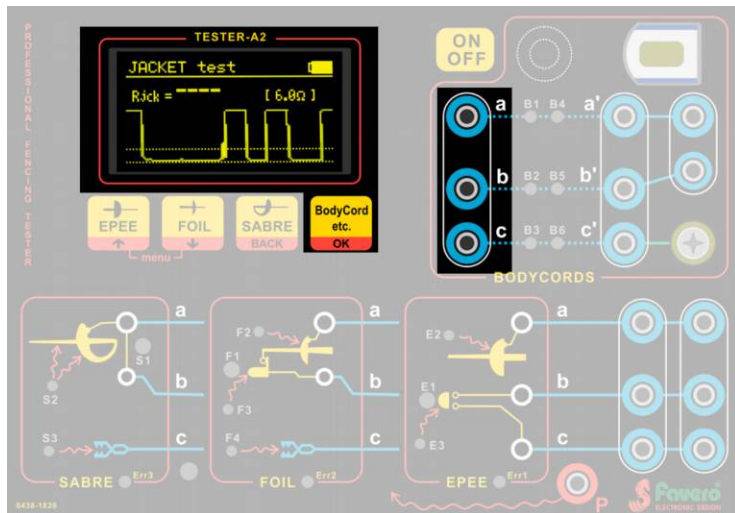 PROFESSIONAL FENCING TESTER
TESTER-A2
JACKET test
Rjck = ---- [ 6.0Ω ]
ON
OFF
EPEE
FOIL
SABRE
BACK
menu
BodyCord
etc.
OK
a B1 B4 a'
b B2 B5 b'
c B3 B6 c'
BODYCORDS
S1
S2
S3
a
b
c
SABRE Err3
F2
F1
F3
F4
a
b
c
FOIL Err2
E2
E1
E3
a
b
c
EPEE Err1
P
Favero
ELECTRONIC DESIGN
0438-1820